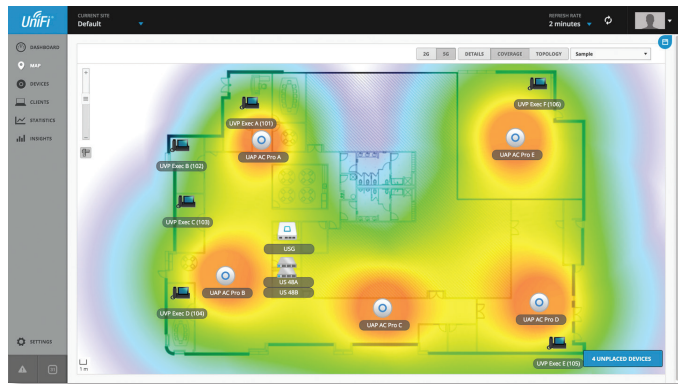 UniFi
CURRENT SITE
Default
REFRESH RATE
2 minutes
DASHBOARD
MAP
DEVICES
CLIENTS
STATISTICS
INSIGHTS
SETTINGS
2G 5G DETAILS COVERAGE TOPOLOGY Sample
+
-
UVP Exec A (101)
UVP Exec F (106)
UAP AC Pro A
UAP AC Pro E
UVP Exec B (102)
UVP Exec C (103)
USG
US 48A
US 48B
UAP AC Pro B
UVP Exec D (104)
UAP AC Pro C
UAP AC Pro D
UVP Exec E (105)
4 UNPLACED DEVICES
1 m